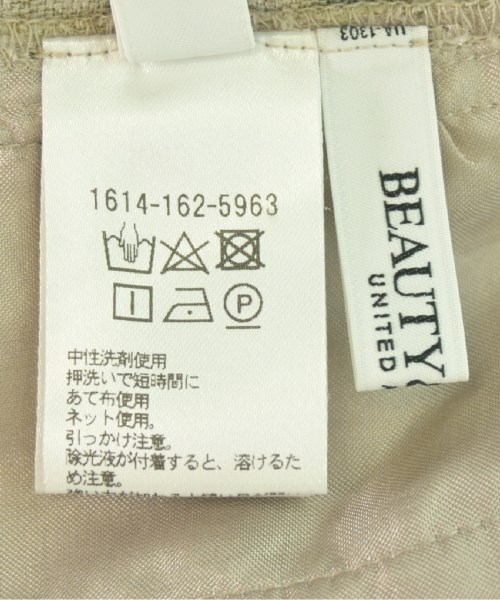 1614-162-5963
P
中性洗剤使用
押洗いで短時間に
あて布使用
ネット使用。
引っかけ注意。
除光液が付着すると、溶けるた
め注意。
UA-1303
BEAUTY
UNITED